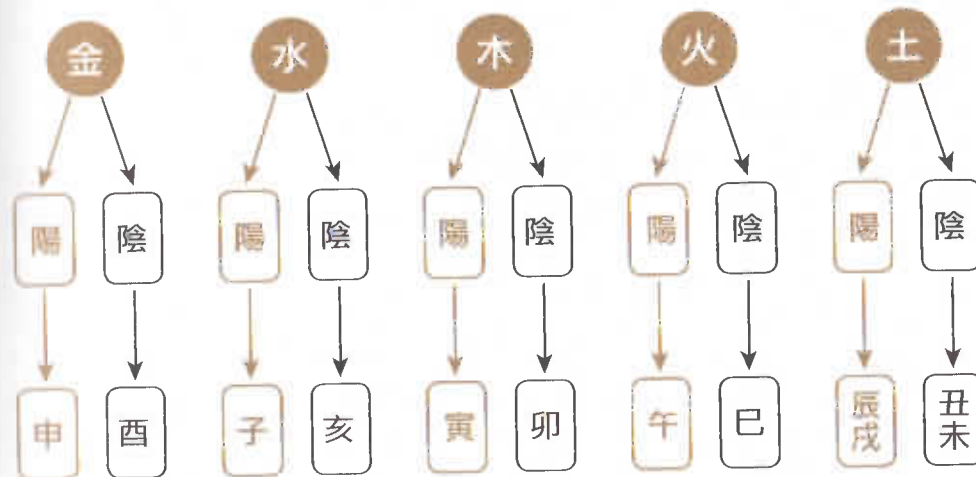 金 水 木 火 土
陽 陰 陽 陰 陽 陰 陽 陰 陽 陰
申 酉 子 亥 寅 卯 午 巳 辰戌 丑未